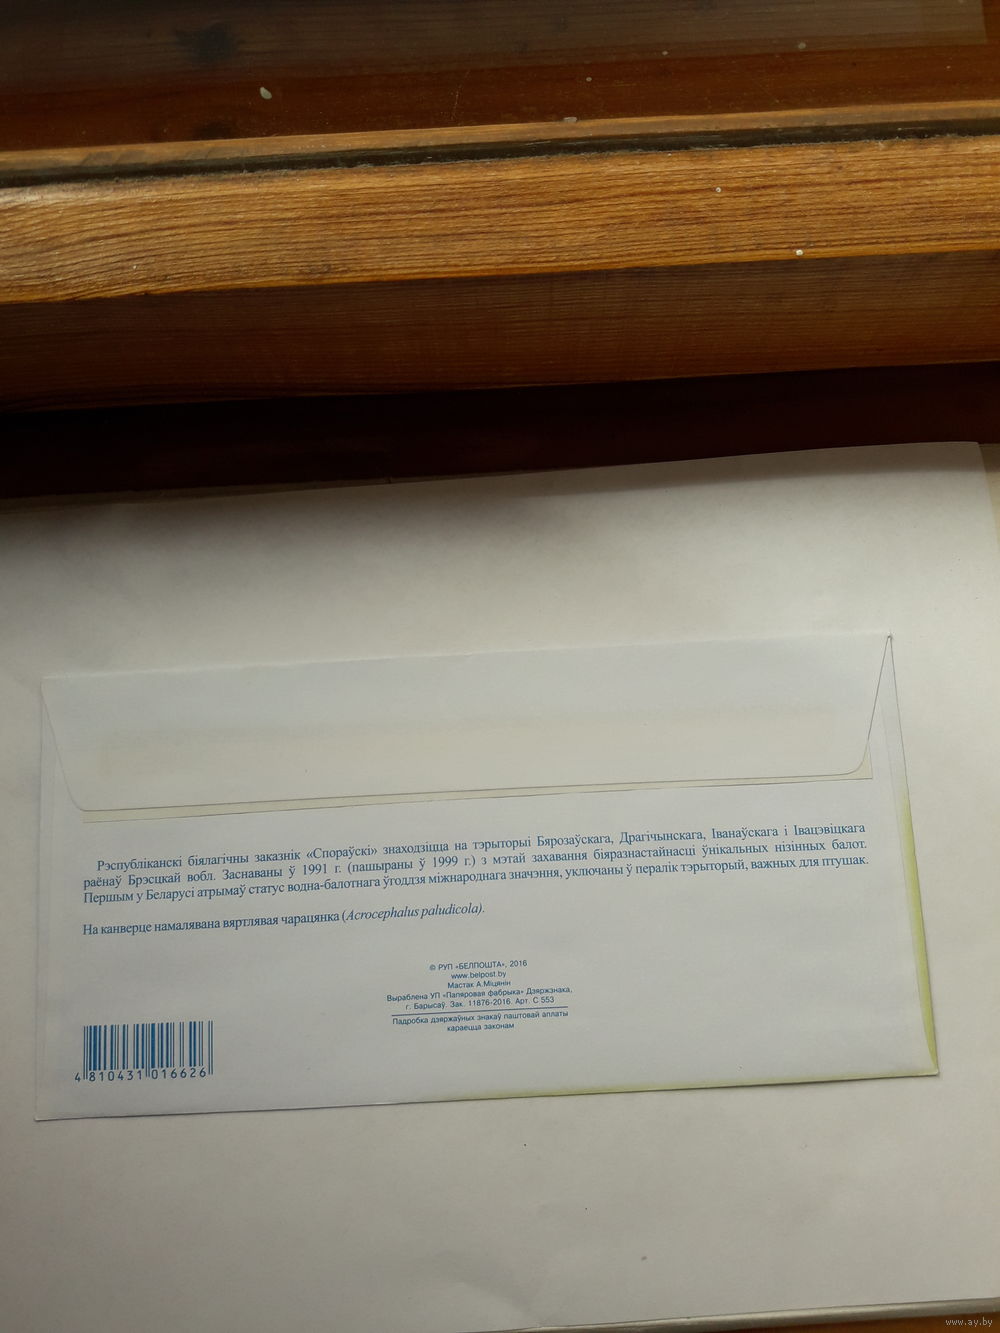 Рэспубліканскі біялагічны заказнік «Спораўскі» знаходзішца на тэрыторыі Бярозаўскага, Драгічынскага, Іванаўскага і Івацэвіцкага
раёнаў Брэсцкай вобл. Заснаваны ў 1991 г. (пашыраны ў 1999 г.) з мэтай захавання біяразнастайнасці ўнікальных нізінных балот.
Першым у Беларусі атрымаў статус водна-балотнага ўгоддзя міжнароднага значэння, уключаны ў пералік тэрыторый, важных для птушак.
На канверце намалявана вяртлявая чарацянка (Acrocephalus paludicola).
© РУП «БЕЛПОШТА», 2016
www.belpost.by
Мастак А.Міцянін
Выраблена УП «Папяровая фабрыка» Дзяржзнака,
г. Барысаў. Зак. 11876-2016. Арт. С 553
Падробка дзяржаўных знакаў паштовай аплаты
караецца законам
4 810431 016626
www.ay.by